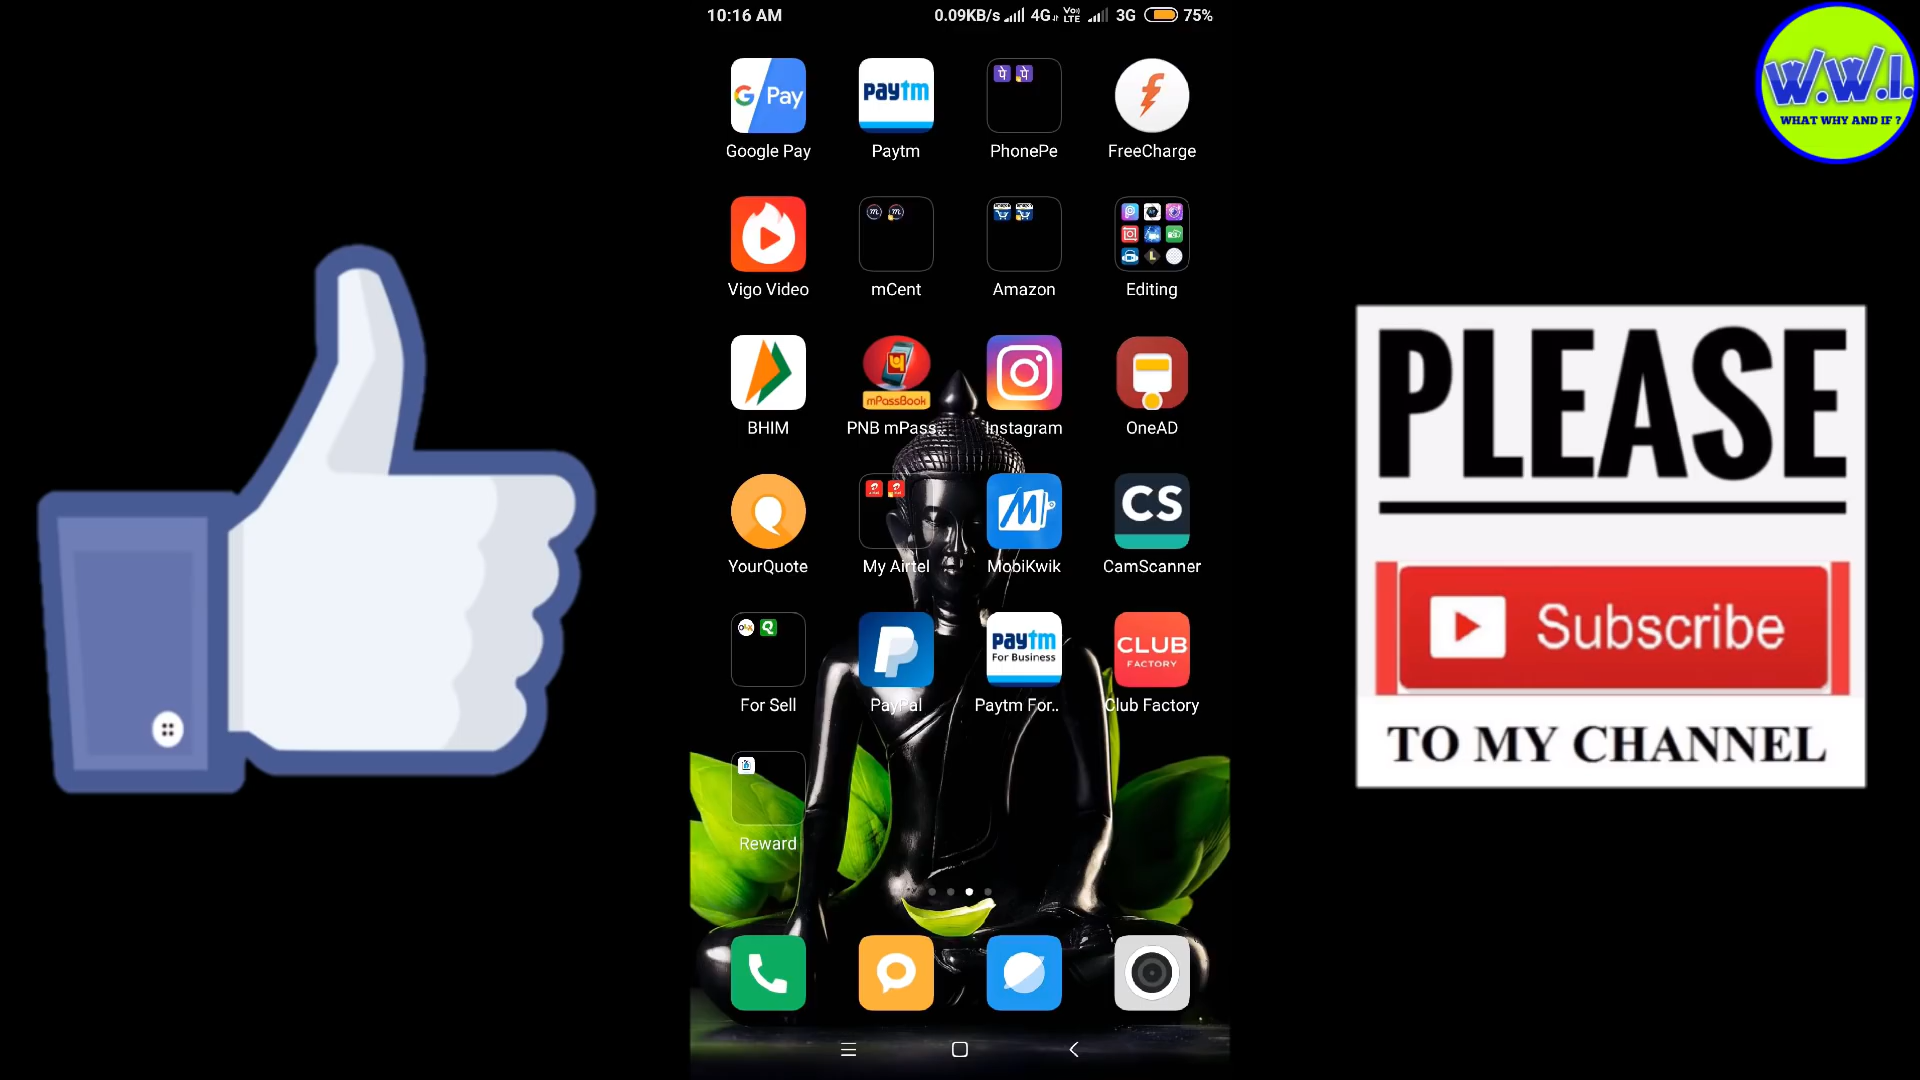 10:16 AM
0.09KB/s 4G VoLTE 3G 75%
W.W.I.
WHAT WHY AND IF ?
G Pay
paytm
पे पे
Google Pay
Paytm
PhonePe
FreeCharge
m m
Vigo Video
mCent
Amazon
Editing
mPassBook
BHIM
PNB mPass..
Instagram
OneAD
CS
YourQuote
My Airtel
MobiKwik
CamScanner
OLX Q
paytm
For Business
CLUB
FACTORY
For Sell
PayPal
Paytm For..
Club Factory
Reward
PLEASE
Subscribe
TO MY CHANNEL